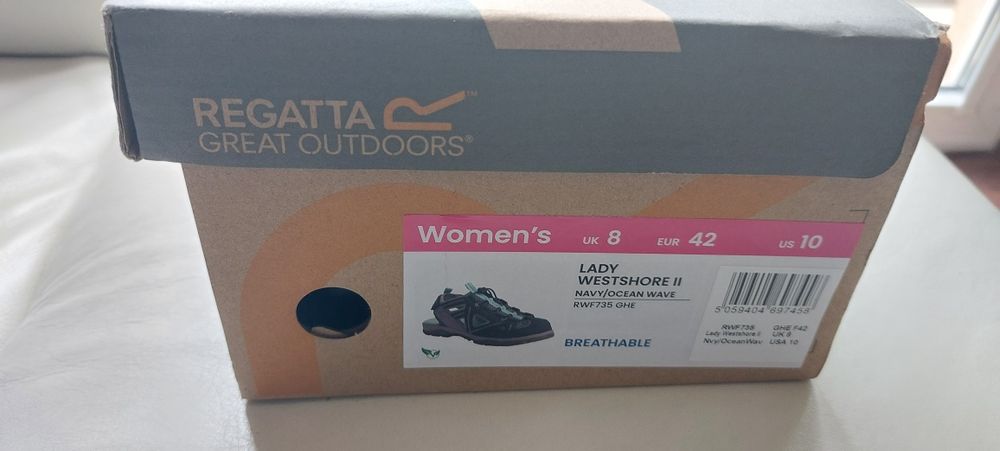 REGATTA R™
GREAT OUTDOORS®
Women's UK 8 EUR 42 US 10
LADY
WESTSHORE II
NAVY/OCEAN WAVE
RWF735 GHE
BREATHABLE
5 059404 697458
RWF735 GHE F42
Lady Westshore II UK 8
Nvy/OceanWav USA 10